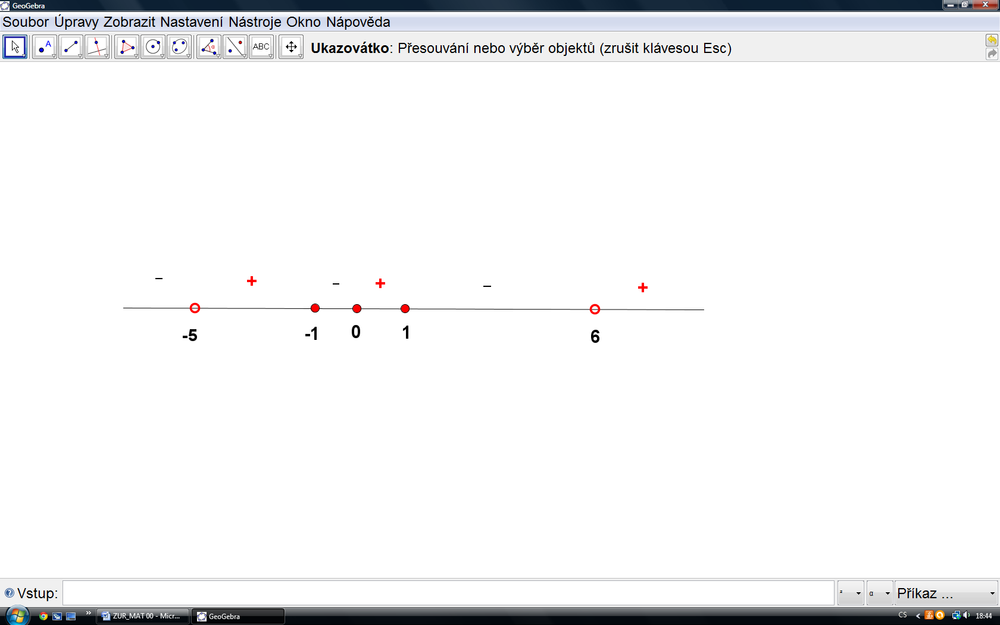 GeoGebra
Soubor Úpravy Zobrazit Nastavení Nástroje Okno Nápověda
A α ABC Ukazovátko: Přesouvání nebo výběr objektů (zrušit klávesou Esc)
− + − + − +
-5 -1 0 1 6
Vstup: ² α Příkaz ...
ZUR_MAT 00 - Micr... GeoGebra CS 18:44